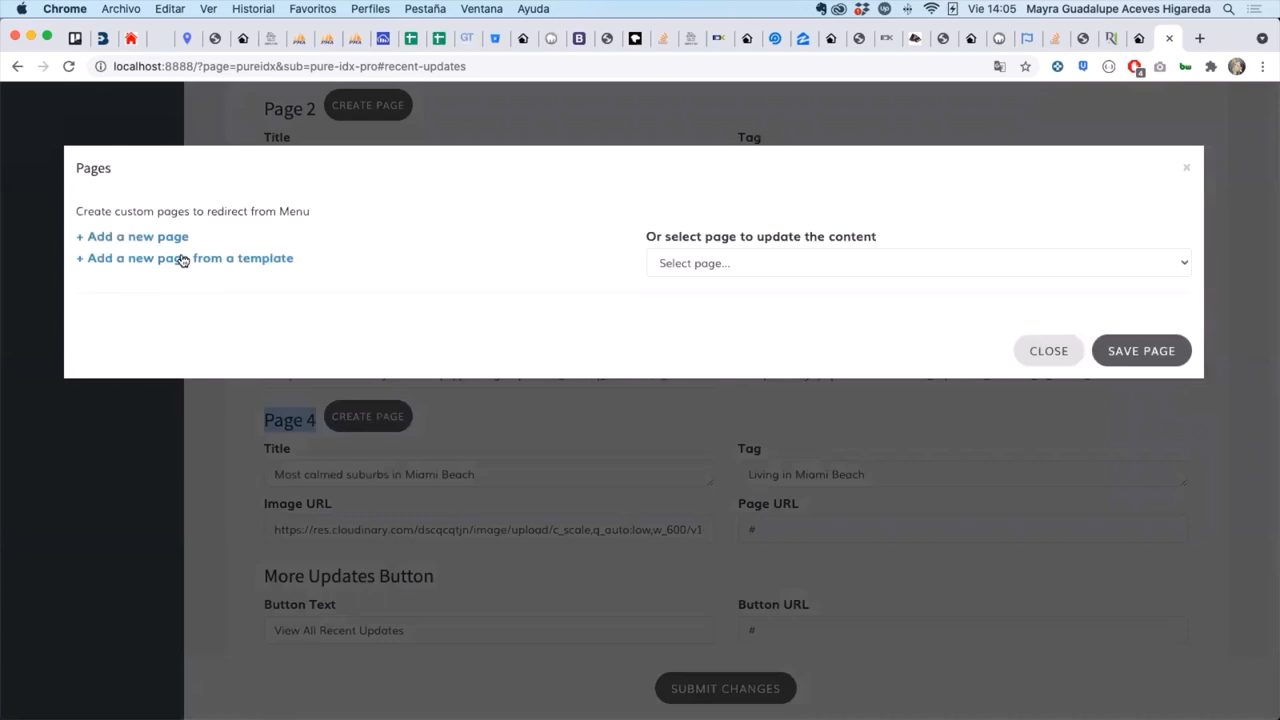 Chrome Archivo Editar Ver Historial Favoritos Perfiles Pestaña Ventana Ayuda Vie 14:05 Mayra Guadalupe Aceves Higareda
localhost:8888/?page=pureidx&sub=pure-idx-pro#recent-updates
Page 2 CREATE PAGE
Title Tag
Pages ×
Create custom pages to redirect from Menu
+ Add a new page Or select page to update the content
+ Add a new page from a template Select page...
CLOSE SAVE PAGE
Page 4 CREATE PAGE
Title Tag
Most calmed suburbs in Miami Beach Living in Miami Beach
Image URL Page URL
https://res.cloudinary.com/dscqcqtjn/image/upload/c_scale,q_auto:low,w_600/v1 #
More Updates Button
Button Text Button URL
View All Recent Updates #
SUBMIT CHANGES